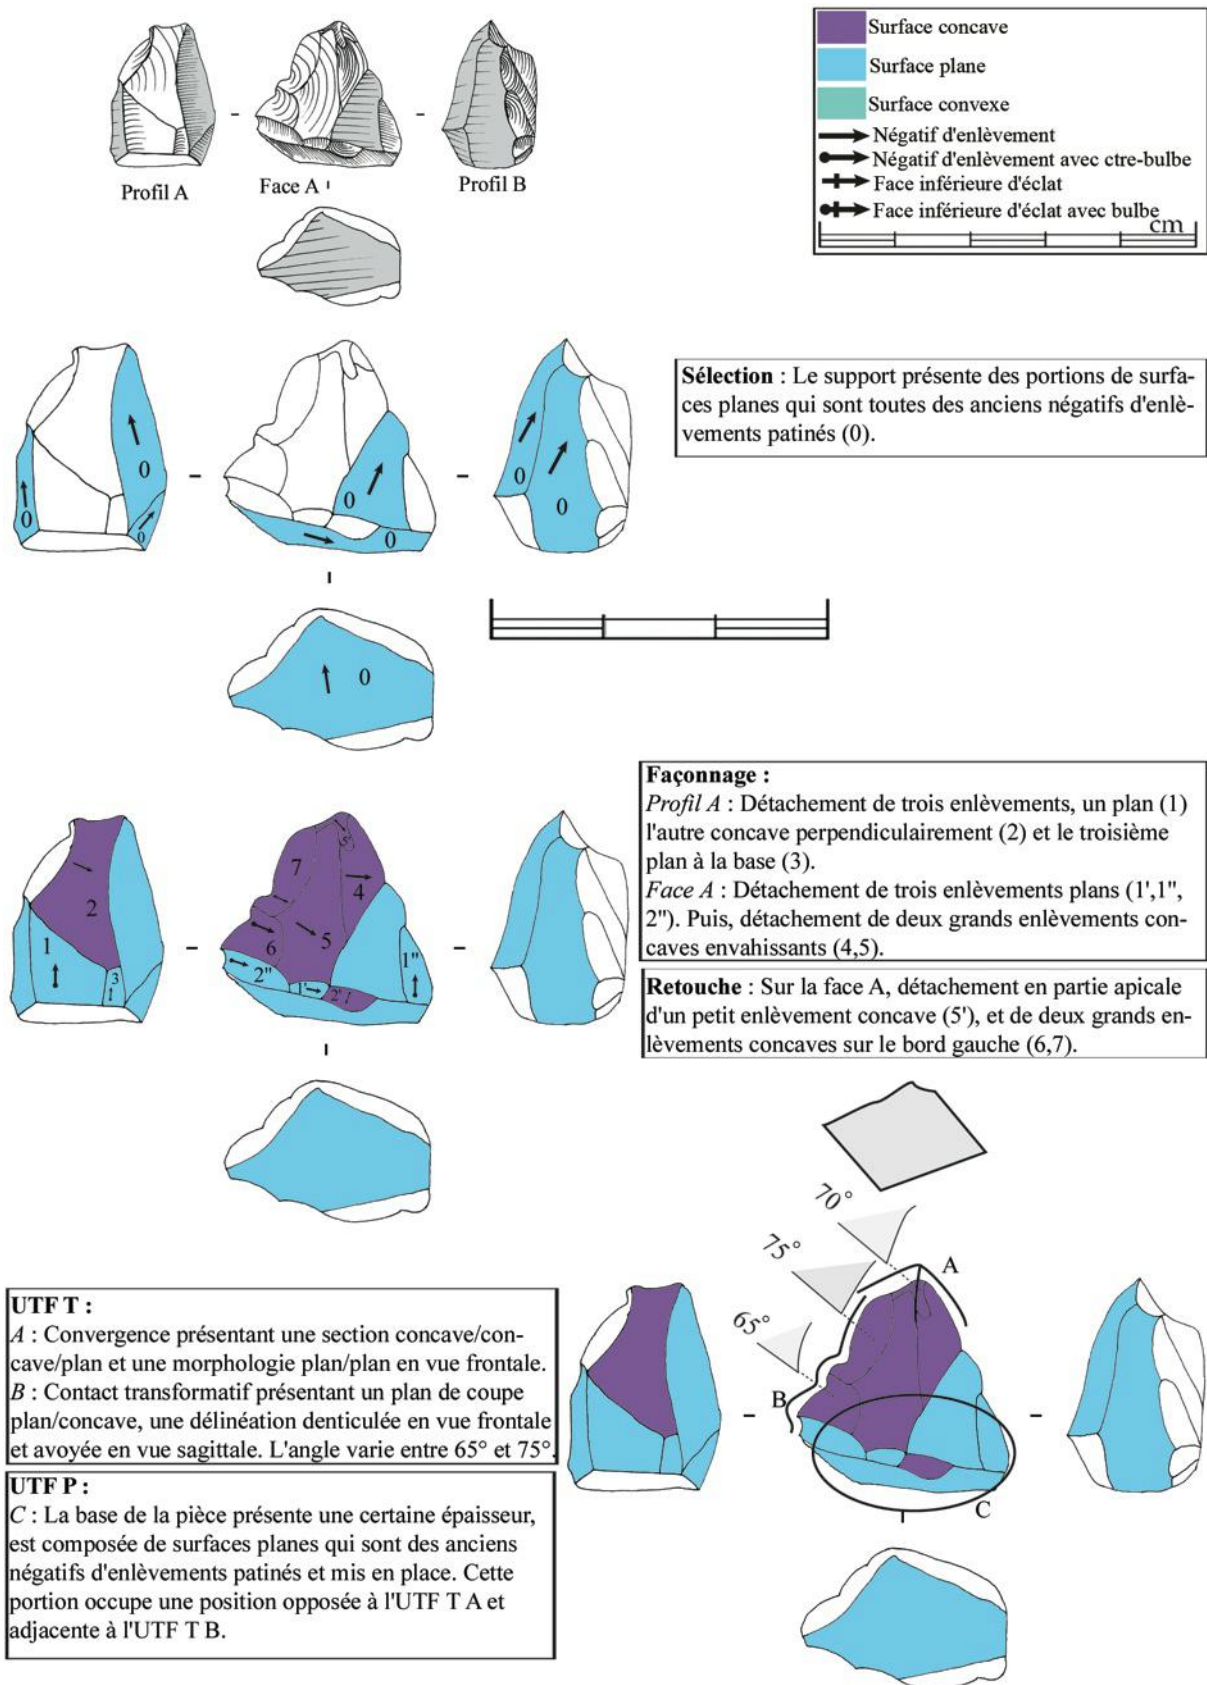 Surface concave
Surface plane
Surface convexe
Négatif d'enlèvement
Négatif d'enlèvement avec ctre-bulbe
Face inférieure d'éclat
Face inférieure d'éclat avec bulbe
cm
Profil A
Face A
Profil B
Sélection : Le support présente des portions de surfa-
ces planes qui sont toutes des anciens négatifs d'enlè-
vements patinés (0).
0
0
0
0
0
0
0
0
Façonnage :
Profil A : Détachement de trois enlèvements, un plan (1)
l'autre concave perpendiculairement (2) et le troisième
plan à la base (3).
Face A : Détachement de trois enlèvements plans (1',1",
2"). Puis, détachement de deux grands enlèvements con-
caves envahissants (4,5).
Retouche : Sur la face A, détachement en partie apicale
d'un petit enlèvement concave (5'), et de deux grands en-
lèvements concaves sur le bord gauche (6,7).
2
1
3
5'
7
4
5
6
2"
1'
2'
1"
70°
75°
65°
A
B
C
UTF T :
A : Convergence présentant une section concave/con-
cave/plan et une morphologie plan/plan en vue frontale.
B : Contact transformatif présentant un plan de coupe
plan/concave, une délinéation denticulée en vue frontale
et avoyée en vue sagittale. L'angle varie entre 65° et 75°.
UTF P :
C : La base de la pièce présente une certaine épaisseur,
est composée de surfaces planes qui sont des anciens
négatifs d'enlèvements patinés et mis en place. Cette
portion occupe une position opposée à l'UTF T A et
adjacente à l'UTF T B.